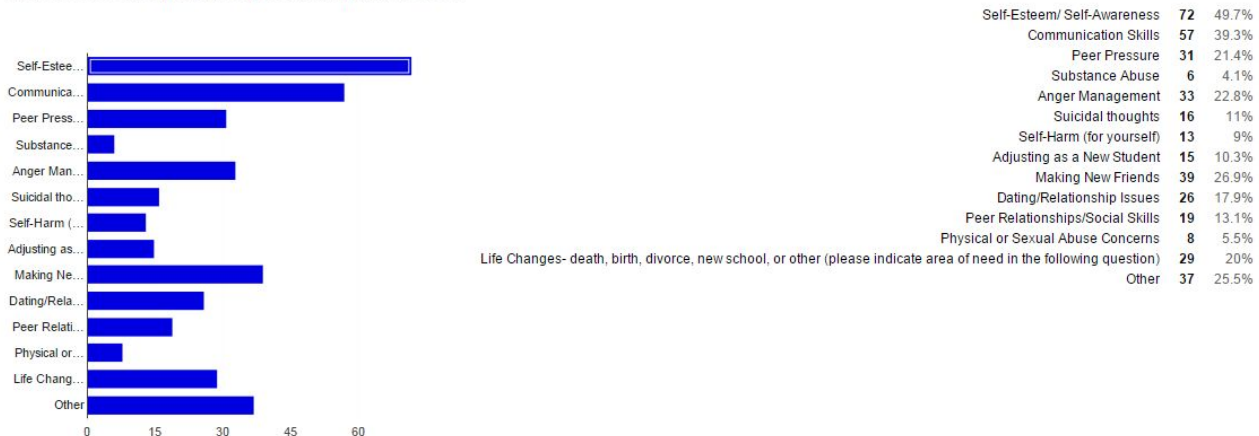 Self-Estee...
Communica...
Peer Press...
Substance...
Anger Man...
Suicidal tho...
Self-Harm (...
Adjusting as...
Making Ne...
Dating/Rela...
Peer Relati...
Physical or...
Life Chang...
Other
0 15 30 45 60
Self-Esteem/ Self-Awareness 72 49.7%
Communication Skills 57 39.3%
Peer Pressure 31 21.4%
Substance Abuse 6 4.1%
Anger Management 33 22.8%
Suicidal thoughts 16 11%
Self-Harm (for yourself) 13 9%
Adjusting as a New Student 15 10.3%
Making New Friends 39 26.9%
Dating/Relationship Issues 26 17.9%
Peer Relationships/Social Skills 19 13.1%
Physical or Sexual Abuse Concerns 8 5.5%
Life Changes- death, birth, divorce, new school, or other (please indicate area of need in the following question) 29 20%
Other 37 25.5%